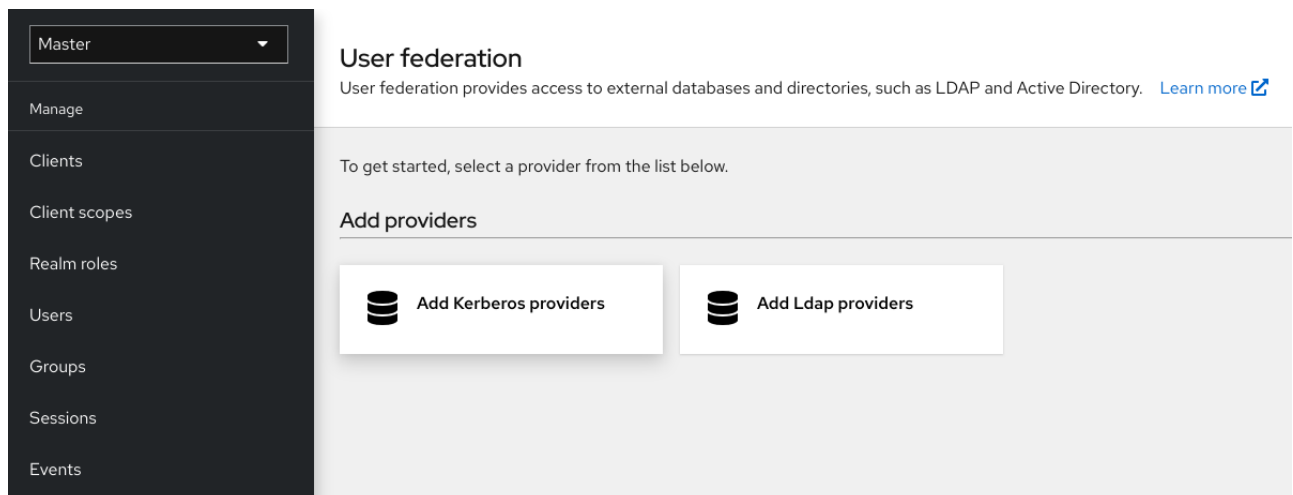 Master
Manage
Clients
Client scopes
Realm roles
Users
Groups
Sessions
Events
User federation
User federation provides access to external databases and directories, such as LDAP and Active Directory. Learn more
To get started, select a provider from the list below.
Add providers
Add Kerberos providers
Add Ldap providers